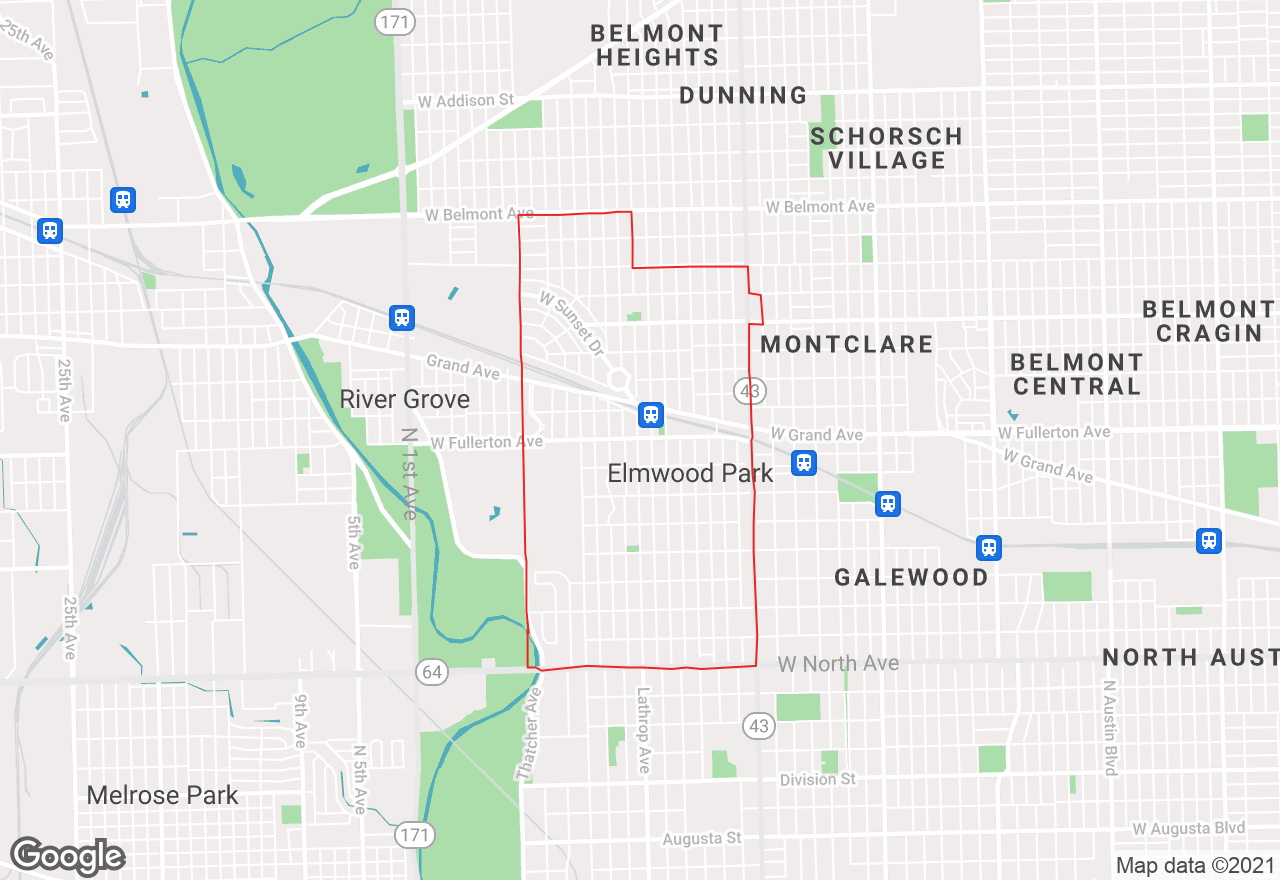 25th Ave
171
BELMONT
HEIGHTS
W Addison St
DUNNING
SCHORSCH
VILLAGE
W Belmont Ave
W Belmont Ave
W Sunset Dr
BELMONT
CRAGIN
MONTCLARE
BELMONT
CENTRAL
Grand Ave
25th Ave
River Grove
43
W Fullerton Ave
W Grand Ave
W Fullerton Ave
N 1st Ave
Elmwood Park
W Grand Ave
5th Ave
GALEWOOD
25th Ave
64
W North Ave
NORTH AUST
9th Ave
Thatcher Ave
Lathrop Ave
43
N Austin Blvd
N 5th Ave
Division St
Melrose Park
171
Augusta St
W Augusta Blvd
Google
Map data ©2021